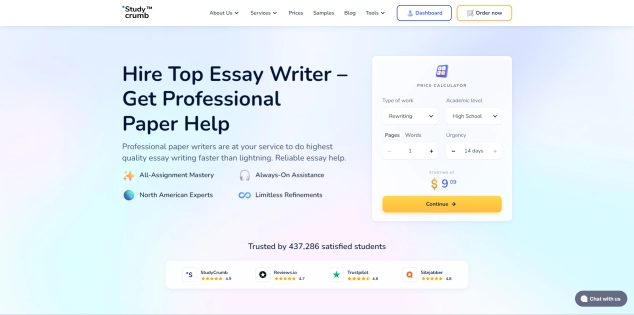 "Study™
crumb
About Us
Services
Prices
Samples
Blog
Tools
Dashboard
Order now
Hire Top Essay Writer –
Get Professional
Paper Help
Professional paper writers are at your service to do highest
quality essay writing faster than lightning. Reliable essay help.
All-Assignment Mastery
Always-On Assistance
North American Experts
Limitless Refinements
PRICE CALCULATOR
Type of work
Academic level
Rewriting
High School
Pages
Words
Urgency
− 1 +
− 14 days +
STARTING AT
$ 9 09
Continue →
Trusted by 437,286 satisfied students
"S
StudyCrumb
4.9
Reviews.io
4.7
Trustpilot
4.8
Sitejabber
4.8
Chat with us